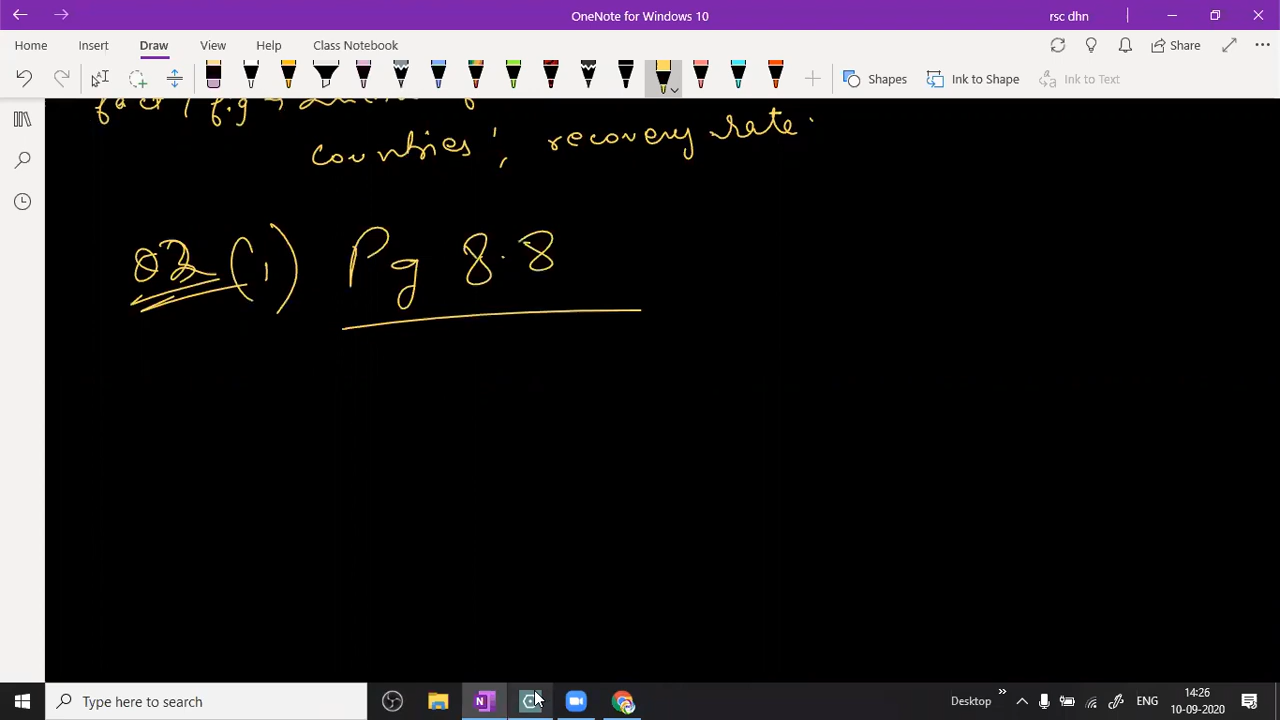 OneNote for Windows 10
rsc dhn
Home Insert Draw View Help Class Notebook
Share
Shapes Ink to Shape Ink to Text
countries', recovery rate.
(i) Pg 8.8
Type here to search
Desktop
ENG
14:26
10-09-2020